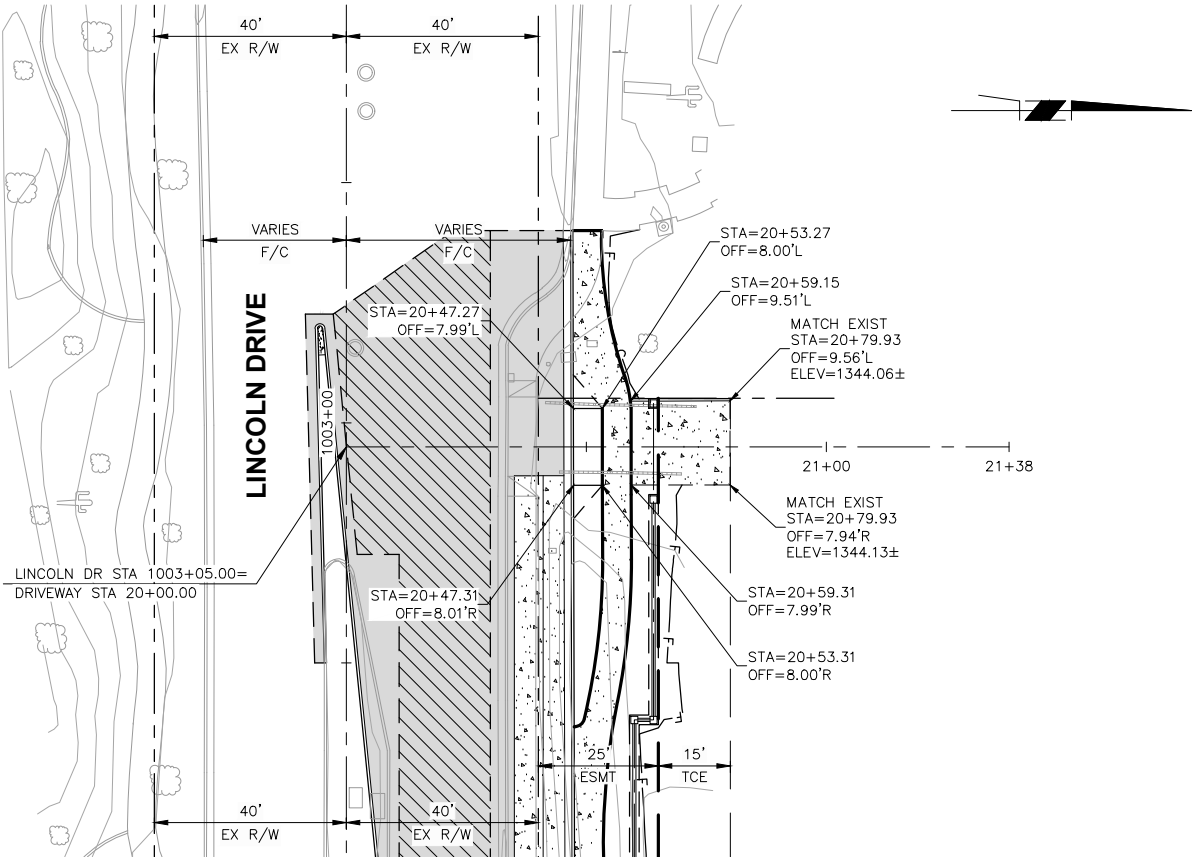 40'
EX R/W
40'
EX R/W
VARIES
F/C
VARIES
F/C
STA=20+53.27
OFF=8.00'L
STA=20+59.15
OFF=9.51'L
STA=20+47.27
OFF=7.99'L
MATCH EXIST
STA=20+79.93
OFF=9.56'L
ELEV=1344.06±
LINCOLN DRIVE
1003+00
21+00
21+38
MATCH EXIST
STA=20+79.93
OFF=7.94'R
ELEV=1344.13±
LINCOLN DR STA 1003+05.00=
DRIVEWAY STA 20+00.00
STA=20+47.31
OFF=8.01'R
STA=20+59.31
OFF=7.99'R
STA=20+53.31
OFF=8.00'R
25'
ESMT
15'
TCE
40'
EX R/W
40'
EX R/W